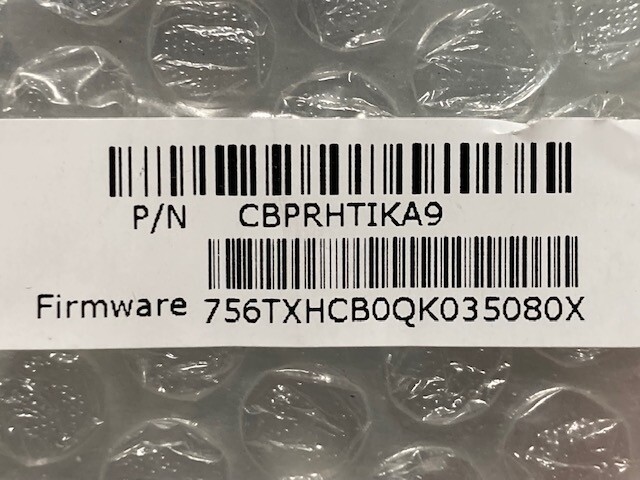 P/N CBPRHTIKA9
Firmware 756TXHCB0QK035080X